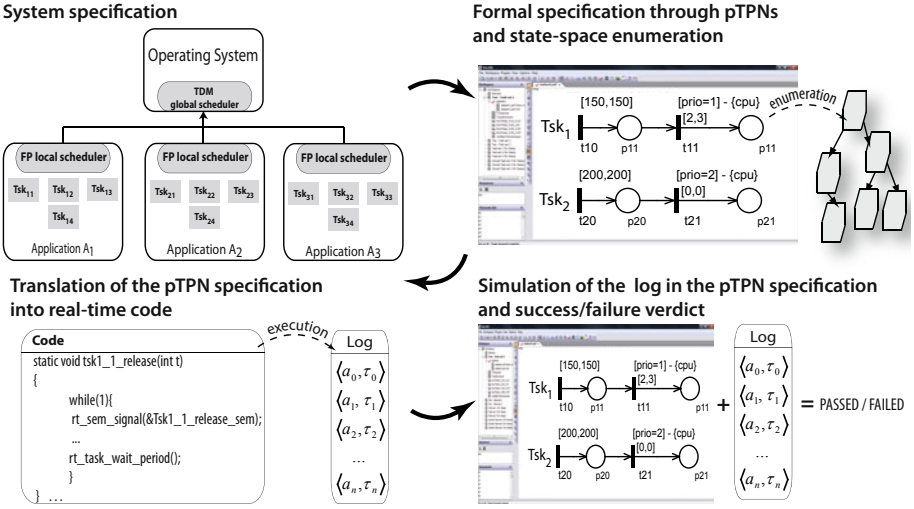 System specification
Operating System
TDM
global scheduler
FP local scheduler
Tsk11 Tsk12 Tsk13
Tsk14
Application A1
FP local scheduler
Tsk21 Tsk22 Tsk23
Tsk24
Application A2
FP local scheduler
Tsk31 Tsk32 Tsk33
Tsk34
Application A3
Formal specification through pTPNs
and state-space enumeration
[150,150] [prio=1] - {cpu}
Tsk1 [2,3]
t10 p11 t11 p11
[200,200] [prio=2] - {cpu}
Tsk2 [0,0]
t20 p20 t21 p21
enumeration
Translation of the pTPN specification
into real-time code
Code
static void tsk1_1_release(int t)
{
while(1){
rt_sem_signal(&Tsk1_1_release_sem);
...
rt_task_wait_period();
}
} ...
execution
Log
⟨a0,τ0⟩
⟨a1, τ1⟩
⟨a2,τ2⟩
...
⟨an,τn⟩
Simulation of the log in the pTPN specification
and success/failure verdict
[150,150] [prio=1] - {cpu}
Tsk1 [2,3]
t10 p11 t11 p11
[200,200] [prio=2] - {cpu}
Tsk2 [0,0]
t20 p20 t21 p21
+
Log
⟨a0,τ0⟩
⟨a1, τ1⟩
⟨a2,τ2⟩
...
⟨an,τn⟩
= PASSED / FAILED